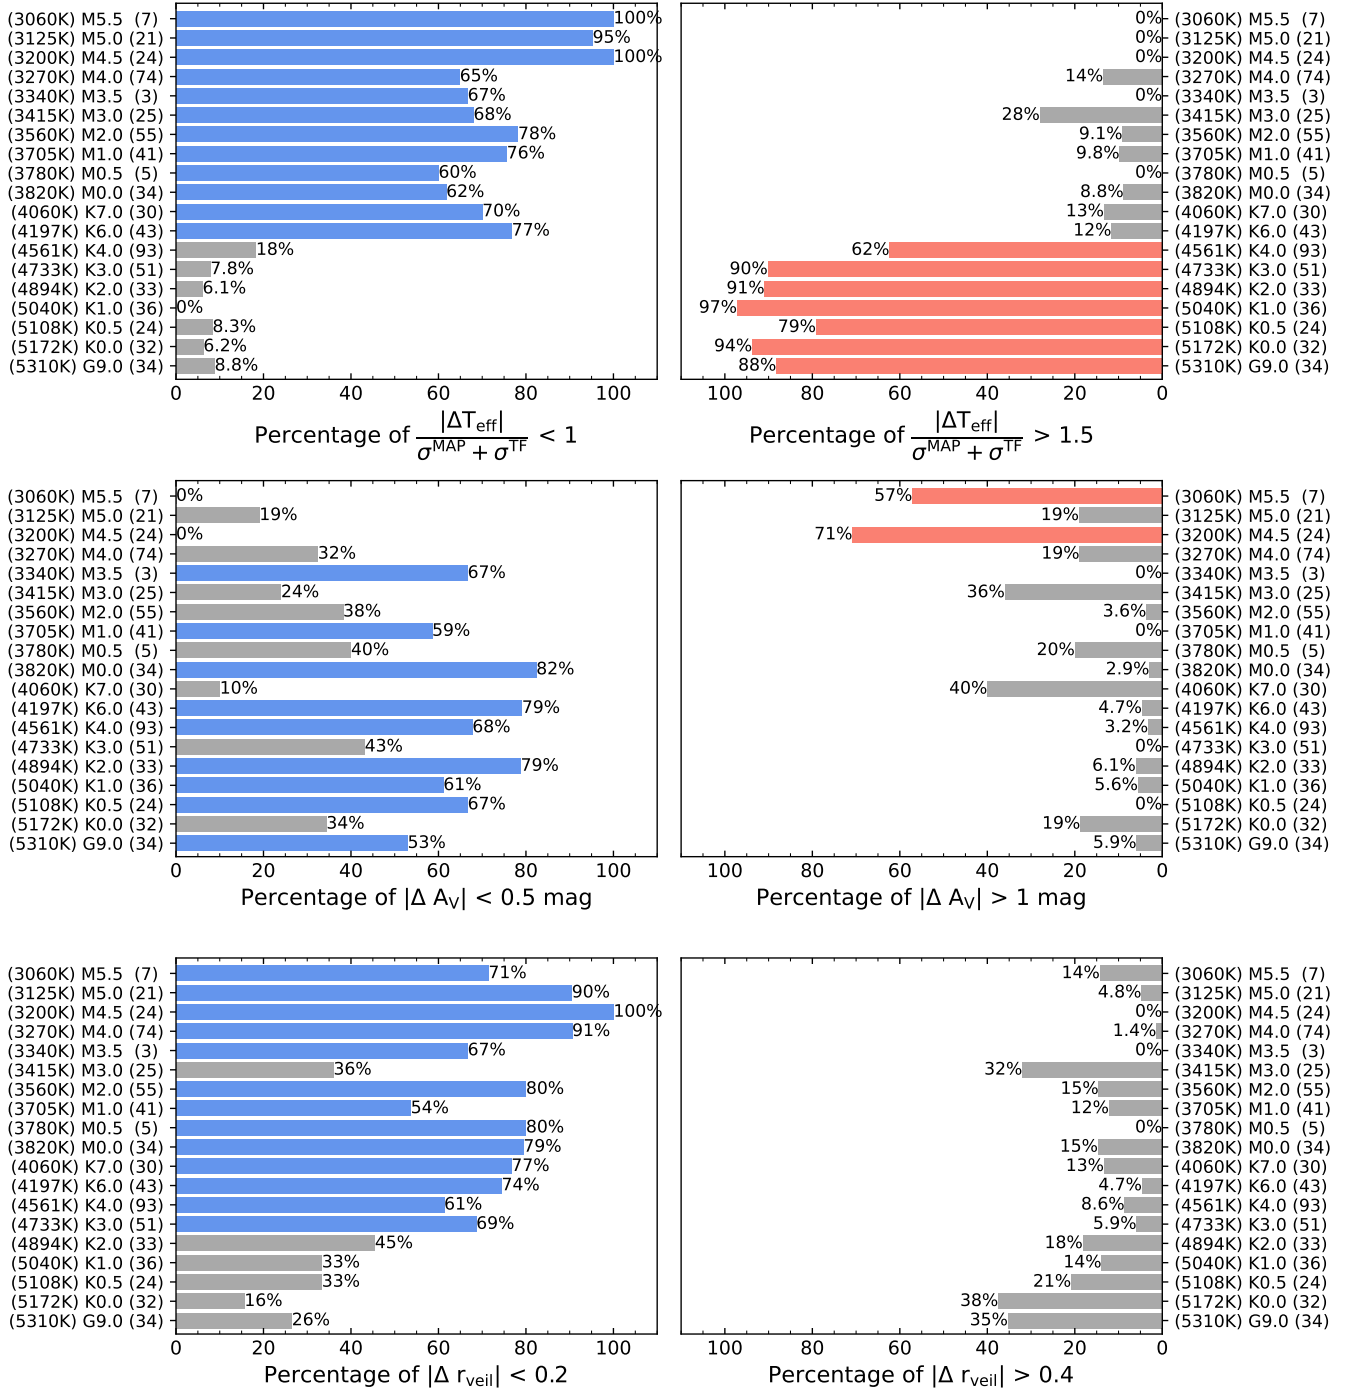 (3060K) M5.5 (7) 100% 0% (3060K) M5.5 (7)
(3125K) M5.0 (21) 95% 0% (3125K) M5.0 (21)
(3200K) M4.5 (24) 100% 0% (3200K) M4.5 (24)
(3270K) M4.0 (74) 65% 14% (3270K) M4.0 (74)
(3340K) M3.5 (3) 67% 0% (3340K) M3.5 (3)
(3415K) M3.0 (25) 68% 28% (3415K) M3.0 (25)
(3560K) M2.0 (55) 78% 9.1% (3560K) M2.0 (55)
(3705K) M1.0 (41) 76% 9.8% (3705K) M1.0 (41)
(3780K) M0.5 (5) 60% 0% (3780K) M0.5 (5)
(3820K) M0.0 (34) 62% 8.8% (3820K) M0.0 (34)
(4060K) K7.0 (30) 70% 13% (4060K) K7.0 (30)
(4197K) K6.0 (43) 77% 12% (4197K) K6.0 (43)
(4561K) K4.0 (93) 18% 62% (4561K) K4.0 (93)
(4733K) K3.0 (51) 7.8% 90% (4733K) K3.0 (51)
(4894K) K2.0 (33) 6.1% 91% (4894K) K2.0 (33)
(5040K) K1.0 (36) 0% 97% (5040K) K1.0 (36)
(5108K) K0.5 (24) 8.3% 79% (5108K) K0.5 (24)
(5172K) K0.0 (32) 6.2% 94% (5172K) K0.0 (32)
(5310K) G9.0 (34) 8.8% 88% (5310K) G9.0 (34)
0 20 40 60 80 100 100 80 60 40 20 0
Percentage of |ΔT_eff| / (σ^MAP + σ^TF) < 1 Percentage of |ΔT_eff| / (σ^MAP + σ^TF) > 1.5
(3060K) M5.5 (7) 0% 57% (3060K) M5.5 (7)
(3125K) M5.0 (21) 19% 19% (3125K) M5.0 (21)
(3200K) M4.5 (24) 0% 71% (3200K) M4.5 (24)
(3270K) M4.0 (74) 32% 19% (3270K) M4.0 (74)
(3340K) M3.5 (3) 67% 0% (3340K) M3.5 (3)
(3415K) M3.0 (25) 24% 36% (3415K) M3.0 (25)
(3560K) M2.0 (55) 38% 3.6% (3560K) M2.0 (55)
(3705K) M1.0 (41) 59% 0% (3705K) M1.0 (41)
(3780K) M0.5 (5) 40% 20% (3780K) M0.5 (5)
(3820K) M0.0 (34) 82% 2.9% (3820K) M0.0 (34)
(4060K) K7.0 (30) 10% 40% (4060K) K7.0 (30)
(4197K) K6.0 (43) 79% 4.7% (4197K) K6.0 (43)
(4561K) K4.0 (93) 68% 3.2% (4561K) K4.0 (93)
(4733K) K3.0 (51) 43% 0% (4733K) K3.0 (51)
(4894K) K2.0 (33) 79% 6.1% (4894K) K2.0 (33)
(5040K) K1.0 (36) 61% 5.6% (5040K) K1.0 (36)
(5108K) K0.5 (24) 67% 0% (5108K) K0.5 (24)
(5172K) K0.0 (32) 34% 19% (5172K) K0.0 (32)
(5310K) G9.0 (34) 53% 5.9% (5310K) G9.0 (34)
0 20 40 60 80 100 100 80 60 40 20 0
Percentage of |Δ A_V| < 0.5 mag Percentage of |Δ A_V| > 1 mag
(3060K) M5.5 (7) 71% 14% (3060K) M5.5 (7)
(3125K) M5.0 (21) 90% 4.8% (3125K) M5.0 (21)
(3200K) M4.5 (24) 100% 0% (3200K) M4.5 (24)
(3270K) M4.0 (74) 91% 1.4% (3270K) M4.0 (74)
(3340K) M3.5 (3) 67% 0% (3340K) M3.5 (3)
(3415K) M3.0 (25) 36% 32% (3415K) M3.0 (25)
(3560K) M2.0 (55) 80% 15% (3560K) M2.0 (55)
(3705K) M1.0 (41) 54% 12% (3705K) M1.0 (41)
(3780K) M0.5 (5) 80% 0% (3780K) M0.5 (5)
(3820K) M0.0 (34) 79% 15% (3820K) M0.0 (34)
(4060K) K7.0 (30) 77% 13% (4060K) K7.0 (30)
(4197K) K6.0 (43) 74% 4.7% (4197K) K6.0 (43)
(4561K) K4.0 (93) 61% 8.6% (4561K) K4.0 (93)
(4733K) K3.0 (51) 69% 5.9% (4733K) K3.0 (51)
(4894K) K2.0 (33) 45% 18% (4894K) K2.0 (33)
(5040K) K1.0 (36) 33% 14% (5040K) K1.0 (36)
(5108K) K0.5 (24) 33% 21% (5108K) K0.5 (24)
(5172K) K0.0 (32) 16% 38% (5172K) K0.0 (32)
(5310K) G9.0 (34) 26% 35% (5310K) G9.0 (34)
0 20 40 60 80 100 100 80 60 40 20 0
Percentage of |Δ r_veil| < 0.2 Percentage of |Δ r_veil| > 0.4